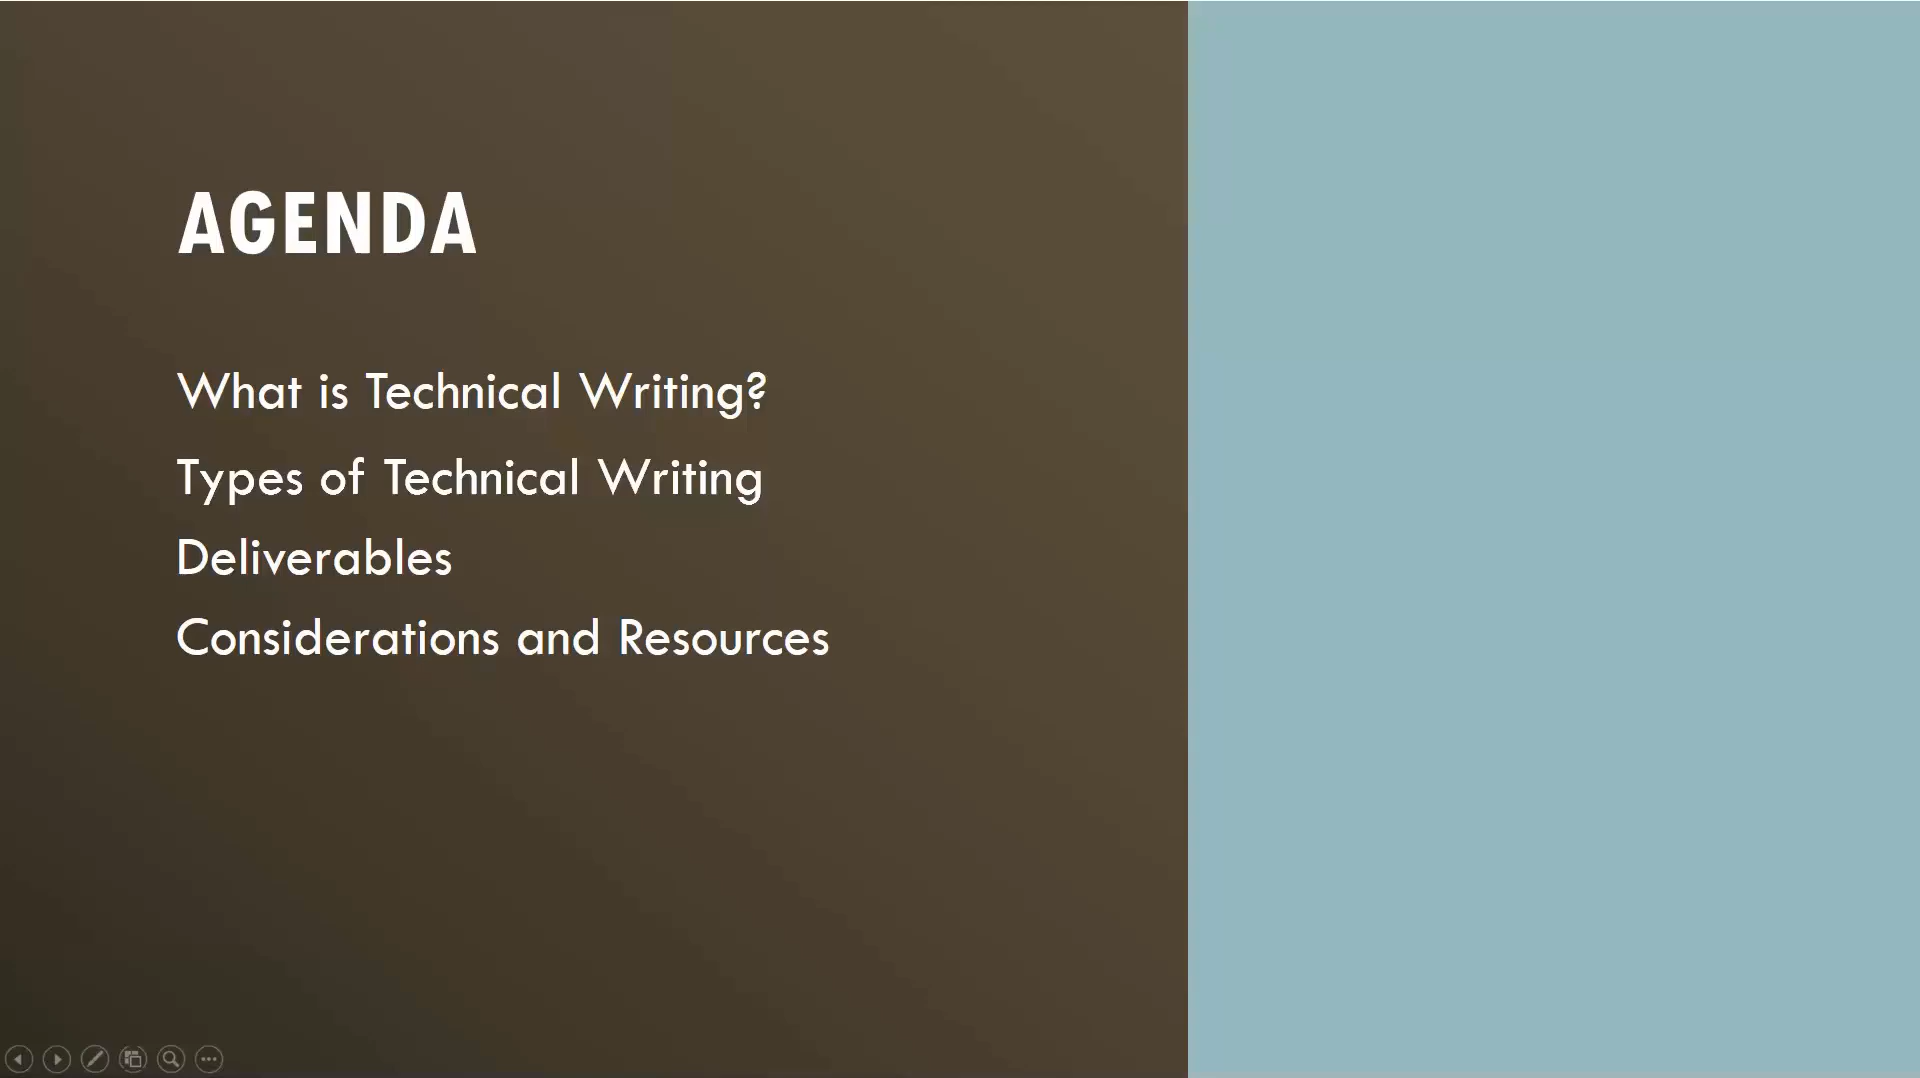 AGENDA
What is Technical Writing?
Types of Technical Writing
Deliverables
Considerations and Resources